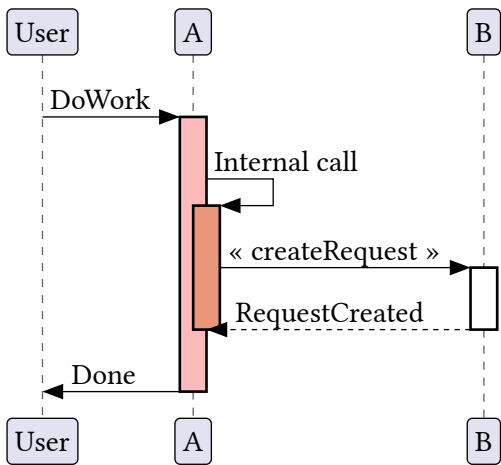 User A B
DoWork
Internal call
« createRequest »
RequestCreated
Done
User A B